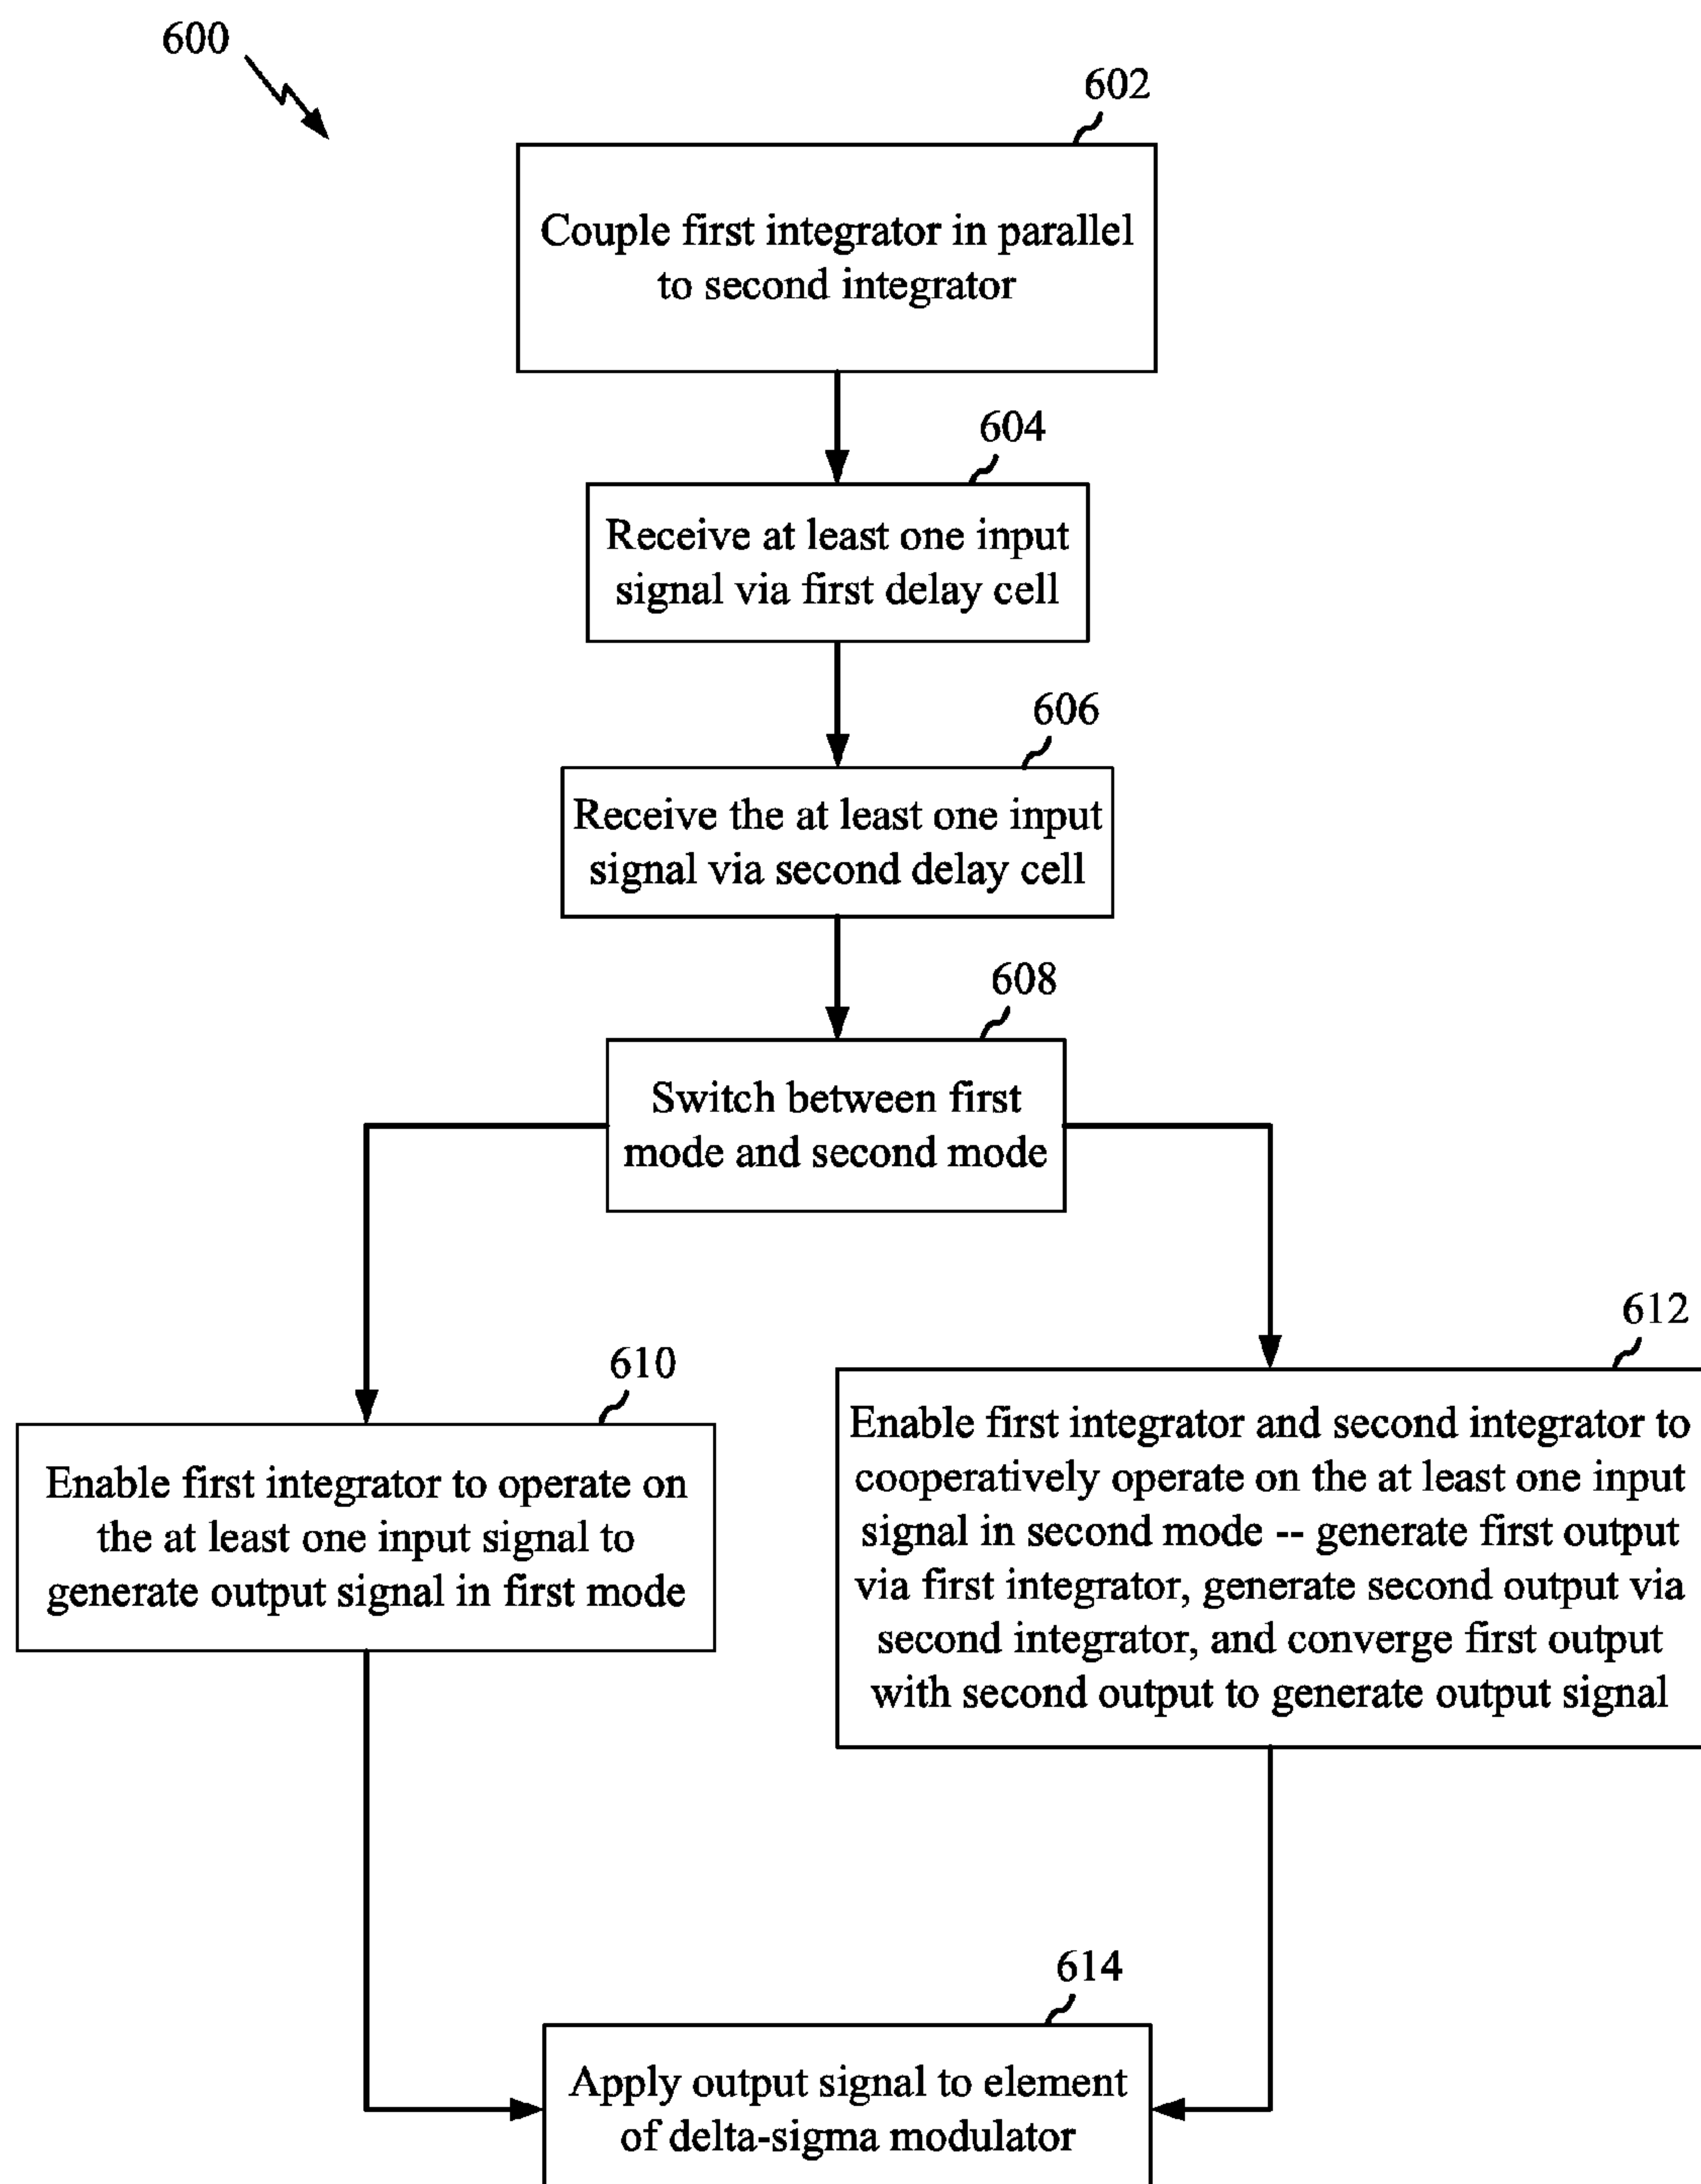 600
602
Couple first integrator in parallel
to second integrator
604
Receive at least one input
signal via first delay cell
606
Receive the at least one input
signal via second delay cell
608
Switch between first
mode and second mode
610
Enable first integrator to operate on
the at least one input signal to
generate output signal in first mode
612
Enable first integrator and second integrator to
cooperatively operate on the at least one input
signal in second mode -- generate first output
via first integrator, generate second output via
second integrator, and converge first output
with second output to generate output signal
614
Apply output signal to element
of delta-sigma modulator